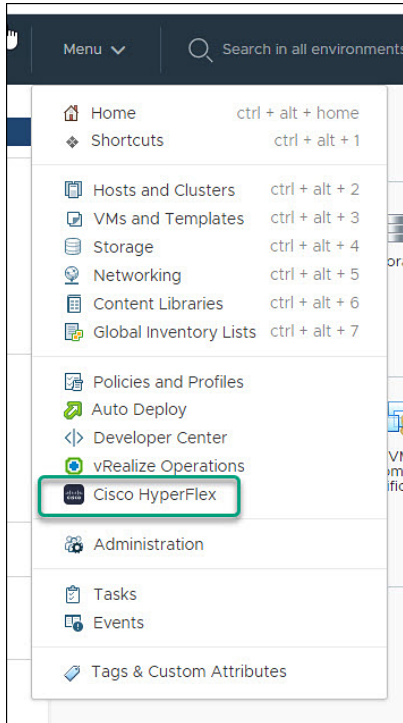 Menu
Search in all environments
Home ctrl + alt + home
Shortcuts ctrl + alt + 1
Hosts and Clusters ctrl + alt + 2
VMs and Templates ctrl + alt + 3
Storage ctrl + alt + 4
Networking ctrl + alt + 5
Content Libraries ctrl + alt + 6
Global Inventory Lists ctrl + alt + 7
Policies and Profiles
Auto Deploy
Developer Center
vRealize Operations
Cisco HyperFlex
Administration
Tasks
Events
Tags & Custom Attributes